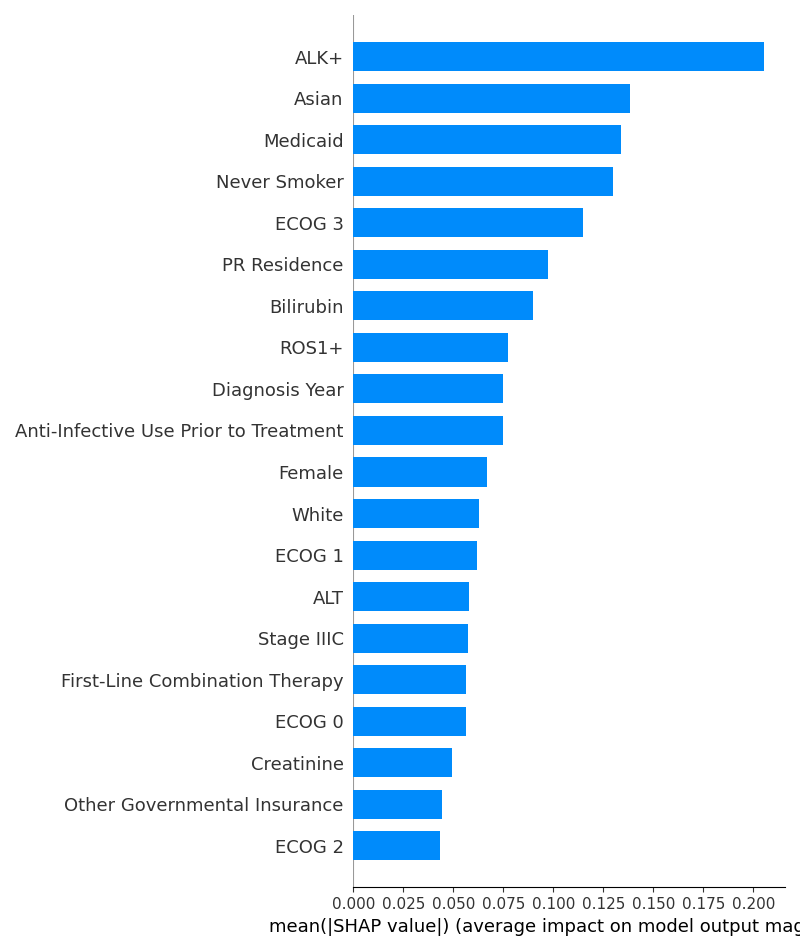 ALK+
Asian
Medicaid
Never Smoker
ECOG 3
PR Residence
Bilirubin
ROS1+
Diagnosis Year
Anti-Infective Use Prior to Treatment
Female
White
ECOG 1
ALT
Stage IIIC
First-Line Combination Therapy
ECOG 0
Creatinine
Other Governmental Insurance
ECOG 2
0.000 0.025 0.050 0.075 0.100 0.125 0.150 0.175 0.200
mean(|SHAP value|) (average impact on model output mag